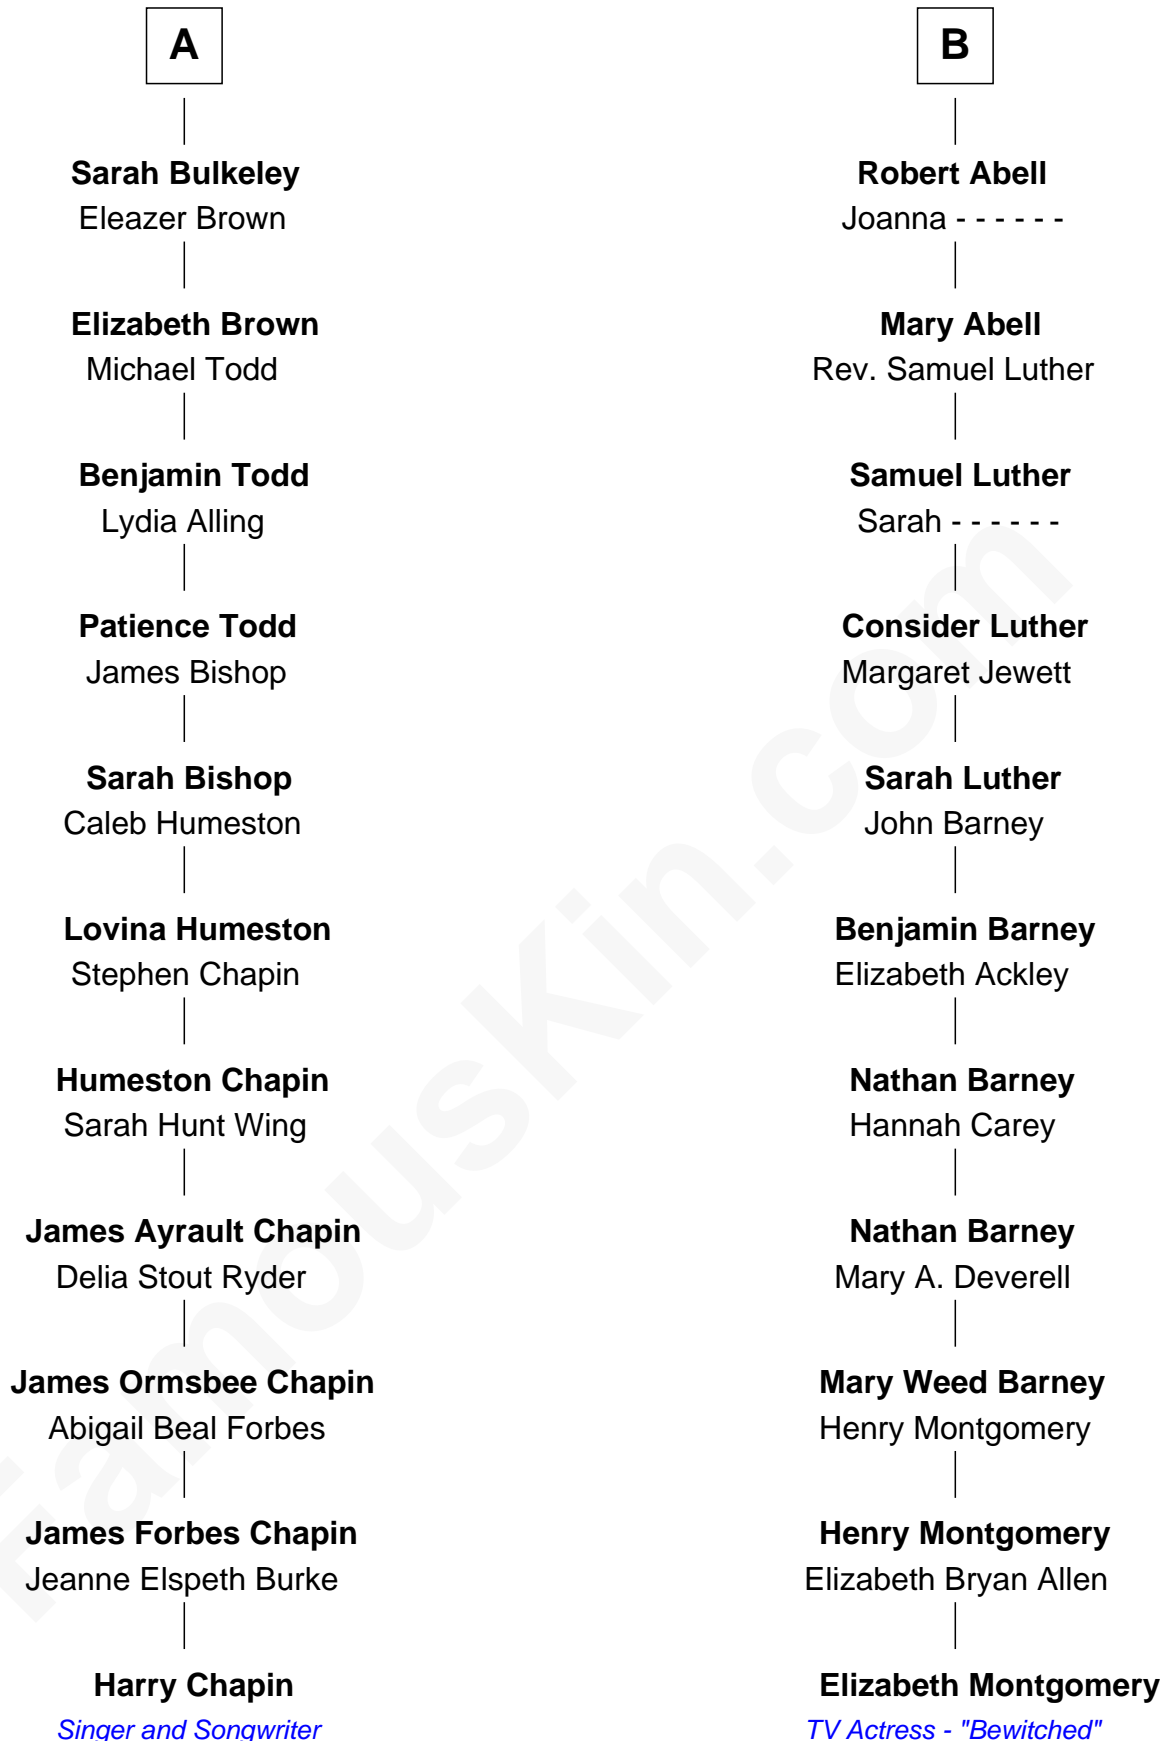 A
Sarah Bulkeley
Eleazer Brown
Elizabeth Brown
Michael Todd
Benjamin Todd
Lydia Alling
Patience Todd
James Bishop
Sarah Bishop
Caleb Humeston
Lovina Humeston
Stephen Chapin
Humeston Chapin
Sarah Hunt Wing
James Ayrault Chapin
Delia Stout Ryder
James Ormsbee Chapin
Abigail Beal Forbes
James Forbes Chapin
Jeanne Elspeth Burke
Harry Chapin
Singer and Songwriter
B
Robert Abell
Joanna - - - - - -
Mary Abell
Rev. Samuel Luther
Samuel Luther
Sarah - - - - - -
Consider Luther
Margaret Jewett
Sarah Luther
John Barney
Benjamin Barney
Elizabeth Ackley
Nathan Barney
Hannah Carey
Nathan Barney
Mary A. Deverell
Mary Weed Barney
Henry Montgomery
Henry Montgomery
Elizabeth Bryan Allen
Elizabeth Montgomery
TV Actress - "Bewitched"
FamousKin.com